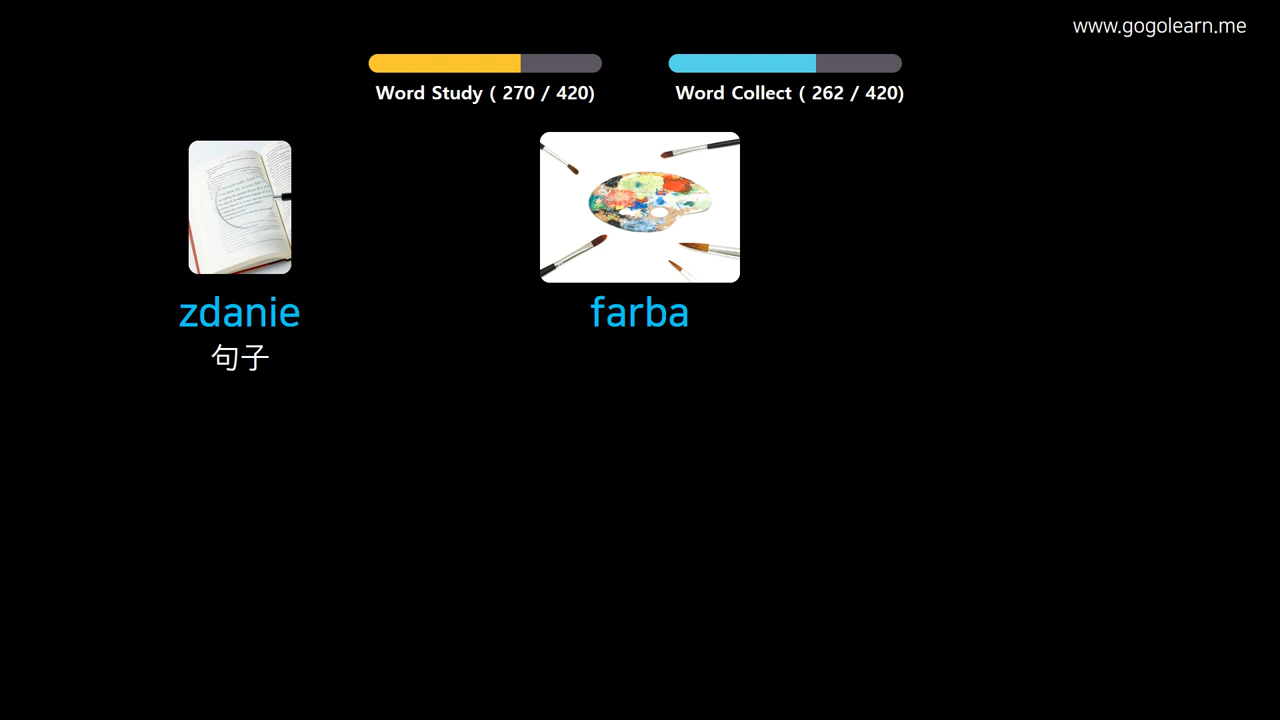 www.gogolearn.me
Word Study ( 270 / 420)
Word Collect ( 262 / 420)
zdanie
句子
farba